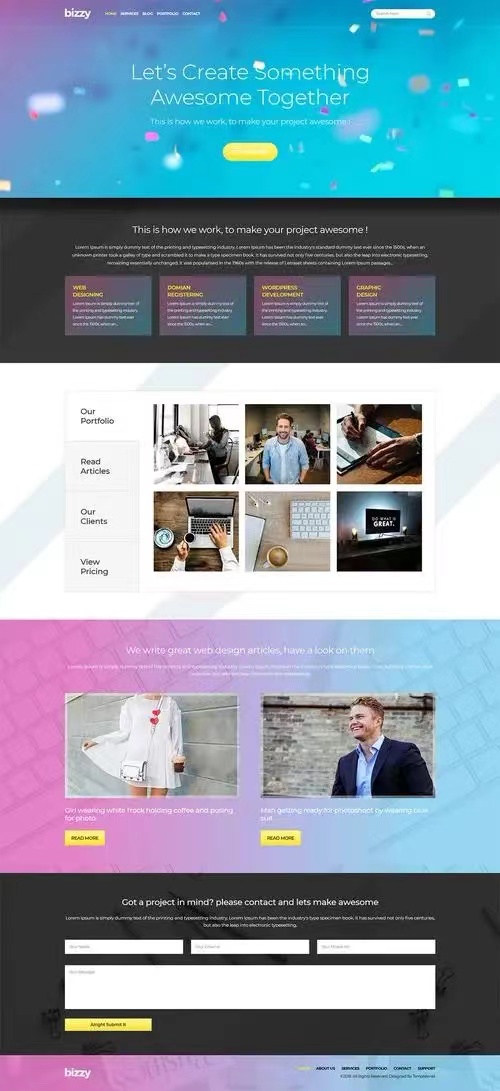 bizzy
HOME SERVICES BLOG PORTFOLIO CONTACT
Search here
Let's Create Something
Awesome Together
This is how we work, to make your project awesome !
This is how we work, to make your project awesome !
Lorem Ipsum is simply dummy text of the printing and typesetting industry. Lorem Ipsum has been the industry's standard dummy text ever since the 1500s, when an
unknown printer took a galley of type and scrambled it to make a type specimen book. It has survived not only five centuries, but also the leap into electronic typesetting,
remaining essentially unchanged. It was popularised in the 1960s with the release of Letraset sheets containing Lorem Ipsum passages..
WEB
DESIGNING
Lorem Ipsum is simply dummy text of
the printing and typesetting industry.
Lorem Ipsum has been dummy text ever
since the 1500s, when an...
DOMIAN
REGISTERING
Lorem Ipsum is simply dummy text of
the printing and typesetting industry.
Lorem Ipsum has been dummy text ever
since the 1500s, when an...
WORDPRESS
DEVELOPMENT
Lorem Ipsum is simply dummy text of
the printing and typesetting industry.
Lorem Ipsum has been dummy text ever
since the 1500s, when an...
GRAPHIC
DESIGN
Lorem Ipsum is simply dummy text of
the printing and typesetting industry.
Lorem Ipsum has been dummy text ever
since the 1500s, when an...
Our
Portfolio
Read
Articles
Our
Clients
View
Pricing
DO WHAT IS
GREAT.
We write great web design articles, have a look on them
Girl wearing white frock holding coffee and posing
for photo
READ MORE
Man getting ready for photoshoot by wearing blue
suit
READ MORE
Got a project in mind? please contact and lets make awesome
Lorem Ipsum is simply dummy text of the printing and typesetting industry. Lorem Ipsum has been the industry's type specimen book. It has survived not only five centuries,
but also the leap into electronic typesetting.
Your Name
Your Email Id
Your Mobile No
Your Message
Alright Submit It
bizzy
HOME ABOUT US SERVICES PORTFOLIO CONTACT BLOG